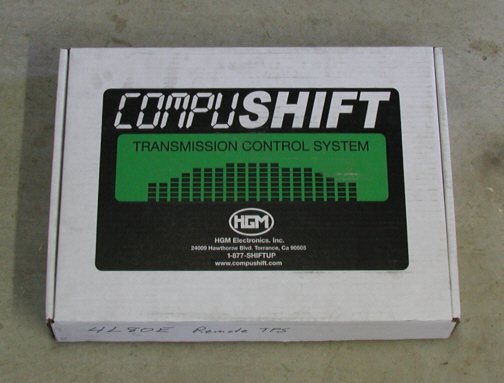 COMPUSHIFT
TRANSMISSION CONTROL SYSTEM
HGM
HGM Electronics. Inc.
24009 Hawthorne Blvd. Torrance, Ca 90505
1-877-SHIFTUP
www.compushift.com
4L80E Remote TPS